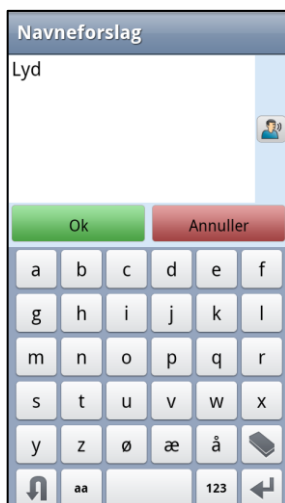 Navneforslag
Lyd
Ok Annuller
a b c d e f
g h i j k l
m n o p q r
s t u v w x
y z ø æ å
aa 123